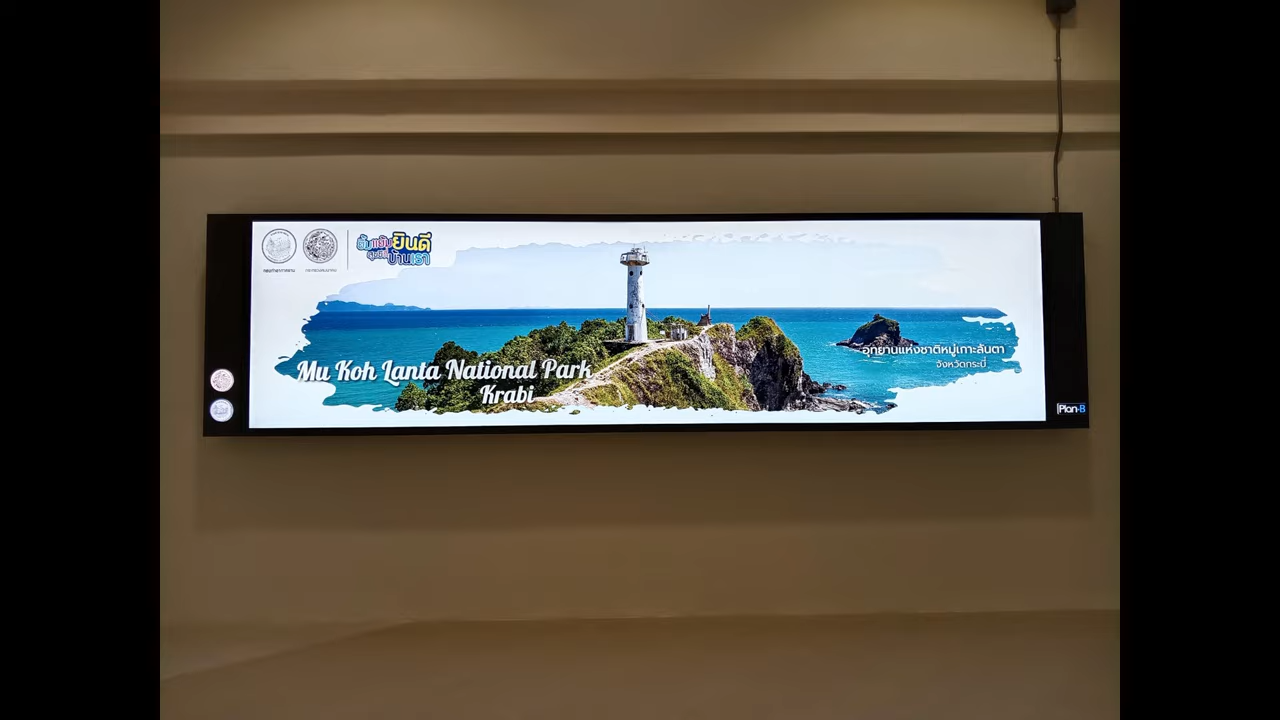 ยินดี
บ้านเรา
Mu Koh Lanta National Park
Krabi
อุทยานแห่งชาติหมู่เกาะลันตา
จังหวัดกระบี่
Plan-B